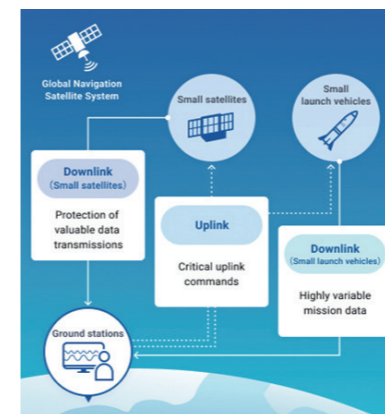 Global Navigation
Satellite System
Small satellites
Small
launch vehicles
Downlink
(Small satellites)
Protection of
valuable data
transmissions
Uplink
Critical uplink
commands
Downlink
(Small launch vehicles)
Highly variable
mission data
Ground stations